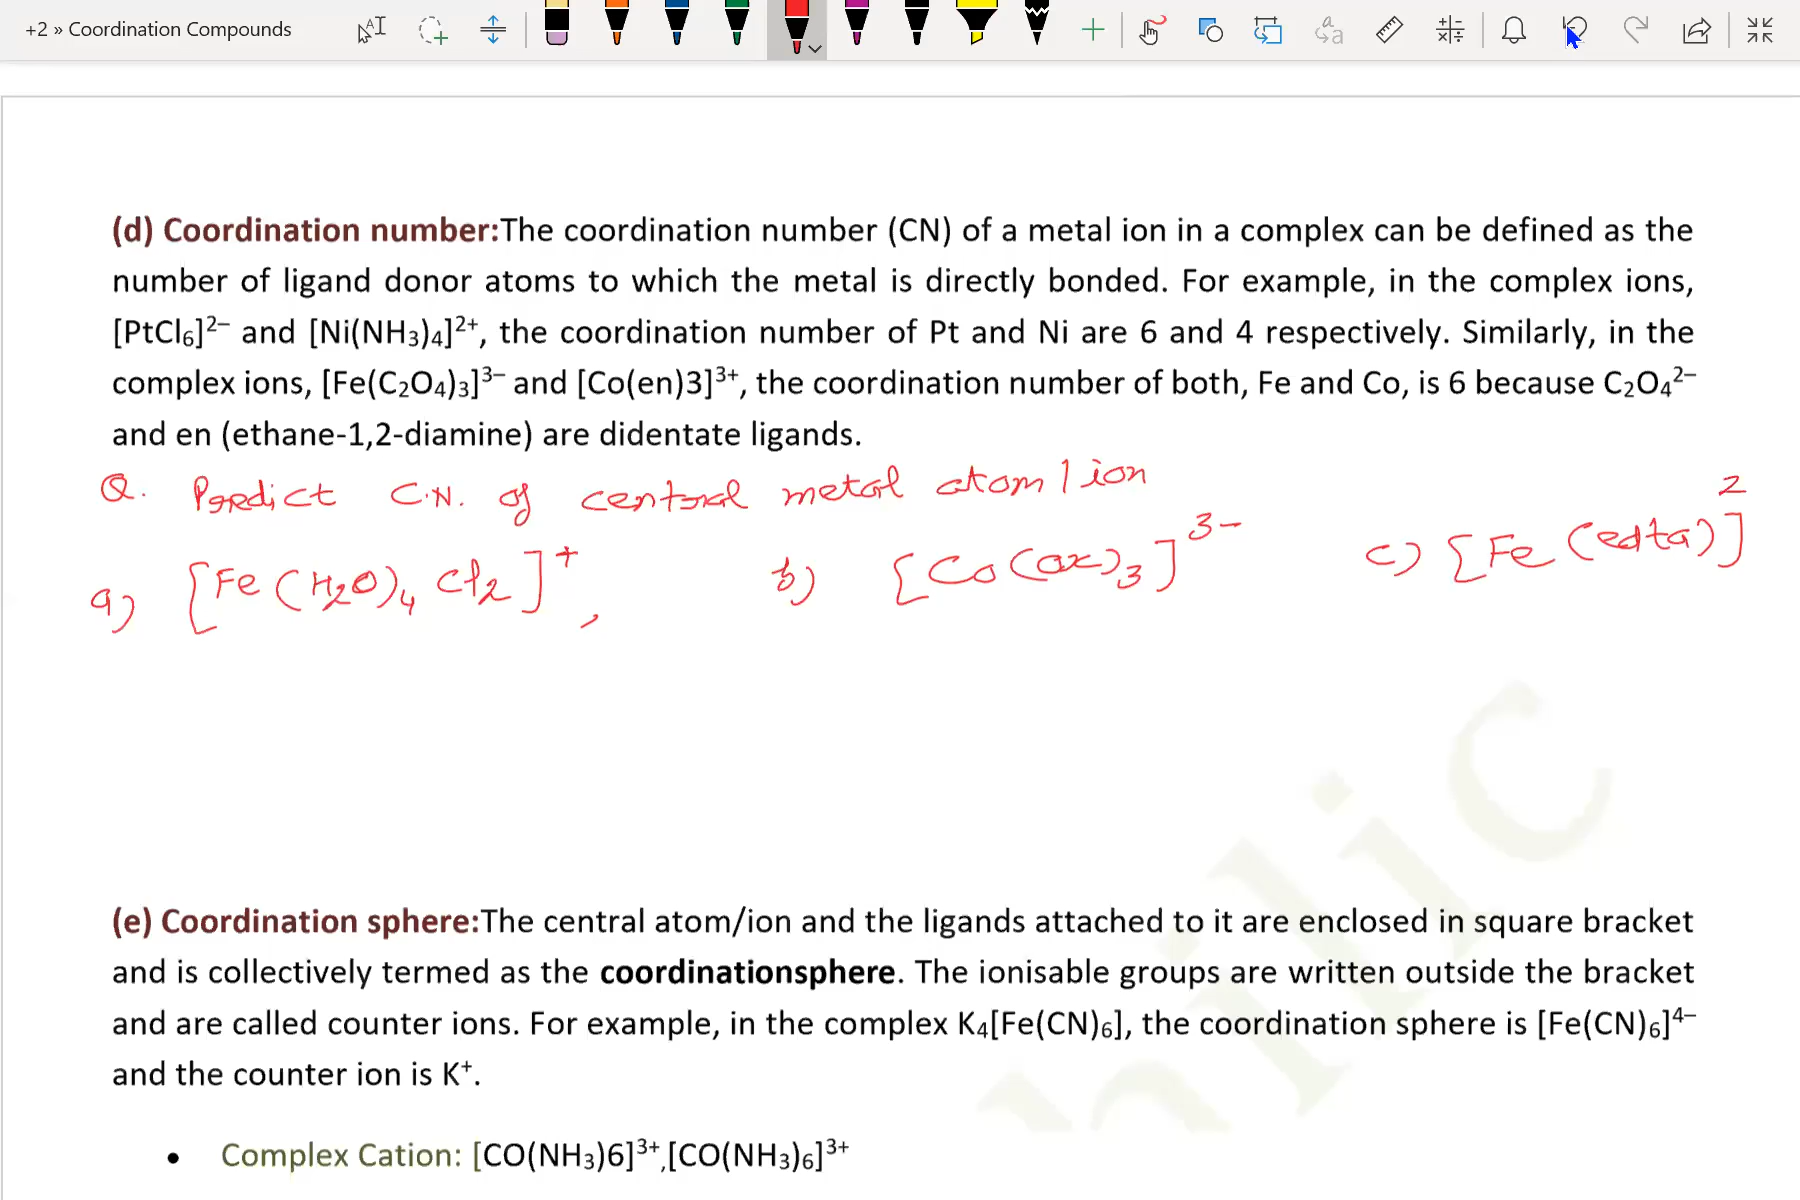 +2 » Coordination Compounds
(d) Coordination number:The coordination number (CN) of a metal ion in a complex can be defined as the
number of ligand donor atoms to which the metal is directly bonded. For example, in the complex ions,
[PtCl₆]²⁻ and [Ni(NH₃)₄]²⁺, the coordination number of Pt and Ni are 6 and 4 respectively. Similarly, in the
complex ions, [Fe(C₂O₄)₃]³⁻ and [Co(en)3]³⁺, the coordination number of both, Fe and Co, is 6 because C₂O₄²⁻
and en (ethane-1,2-diamine) are didentate ligands.
Q. Predict C.N. of central metal atom/ion
a) [Fe(H₂O)₄ Cl₂]⁺, b) [Co(ox)₃]³⁻ c) [Fe(edta)]²
(e) Coordination sphere:The central atom/ion and the ligands attached to it are enclosed in square bracket
and is collectively termed as the coordinationsphere. The ionisable groups are written outside the bracket
and are called counter ions. For example, in the complex K₄[Fe(CN)₆], the coordination sphere is [Fe(CN)₆]⁴⁻
and the counter ion is K⁺.
• Complex Cation: [CO(NH₃)6]³⁺,[CO(NH₃)₆]³⁺